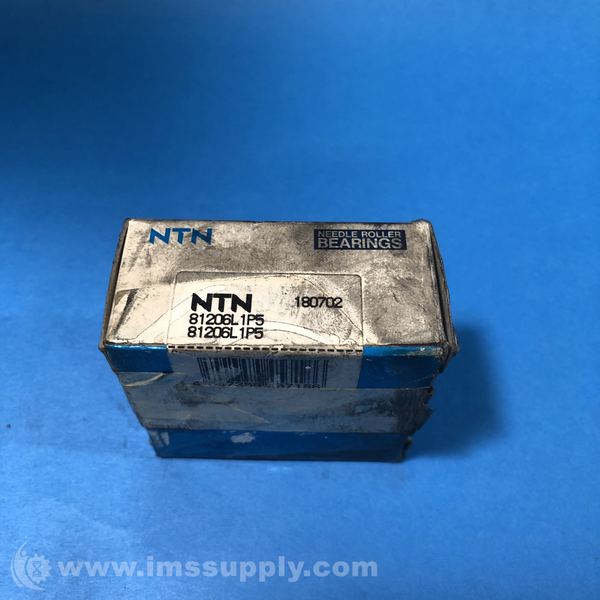 NTN
NEEDLE ROLLER
BEARINGS
NTN 180702
81206L1P5
81206L1P5
© www.imssupply.com